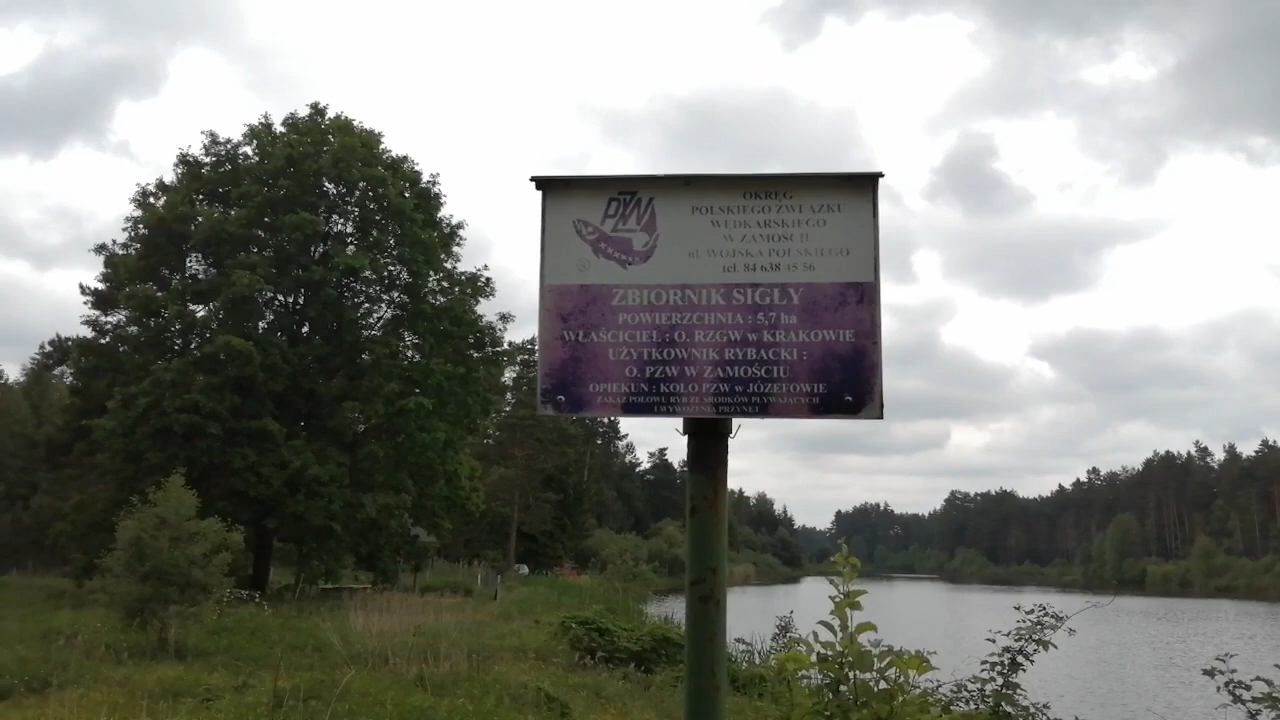 PZW
OKRĘG
POLSKIEGO ZWIĄZKU
WĘDKARSKIEGO
W ZAMOŚCIU
ul. WOJSKA POLSKIEGO
tel. 84 638 45 56
ZBIORNIK SIGŁY
POWIERZCHNIA : 5,7 ha
WŁAŚCICIEL : O. RZGW w KRAKOWIE
UŻYTKOWNIK RYBACKI :
O. PZW W ZAMOŚCIU
OPIEKUN : KOŁO PZW w JÓZEFOWIE
ZAKAZ POŁOWU RYB ZE ŚRODKÓW PŁYWAJĄCYCH
I WYWOŻENIA PRZYNĘT